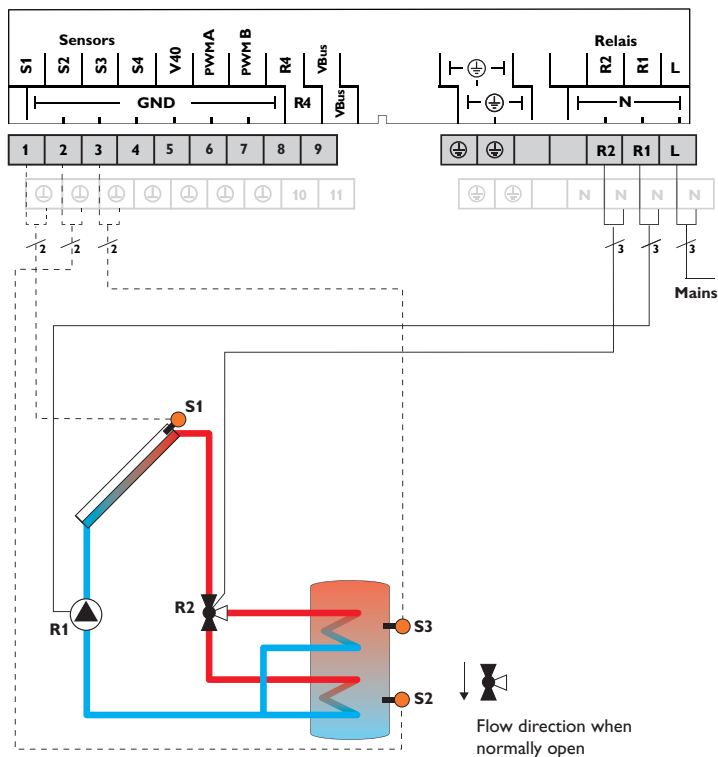 Sensors
Relais
S1 S2 S3 S4 V40 PWMA PWM B R4 VBus
R2 R1 L
GND R4 VBus
N
1 2 3 4 5 6 7 8 9
R2 R1 L
10 11
N N N N
2 2 2
3 3 3
Mains
S1
R2
R1
S3
S2
Flow direction when
normally open